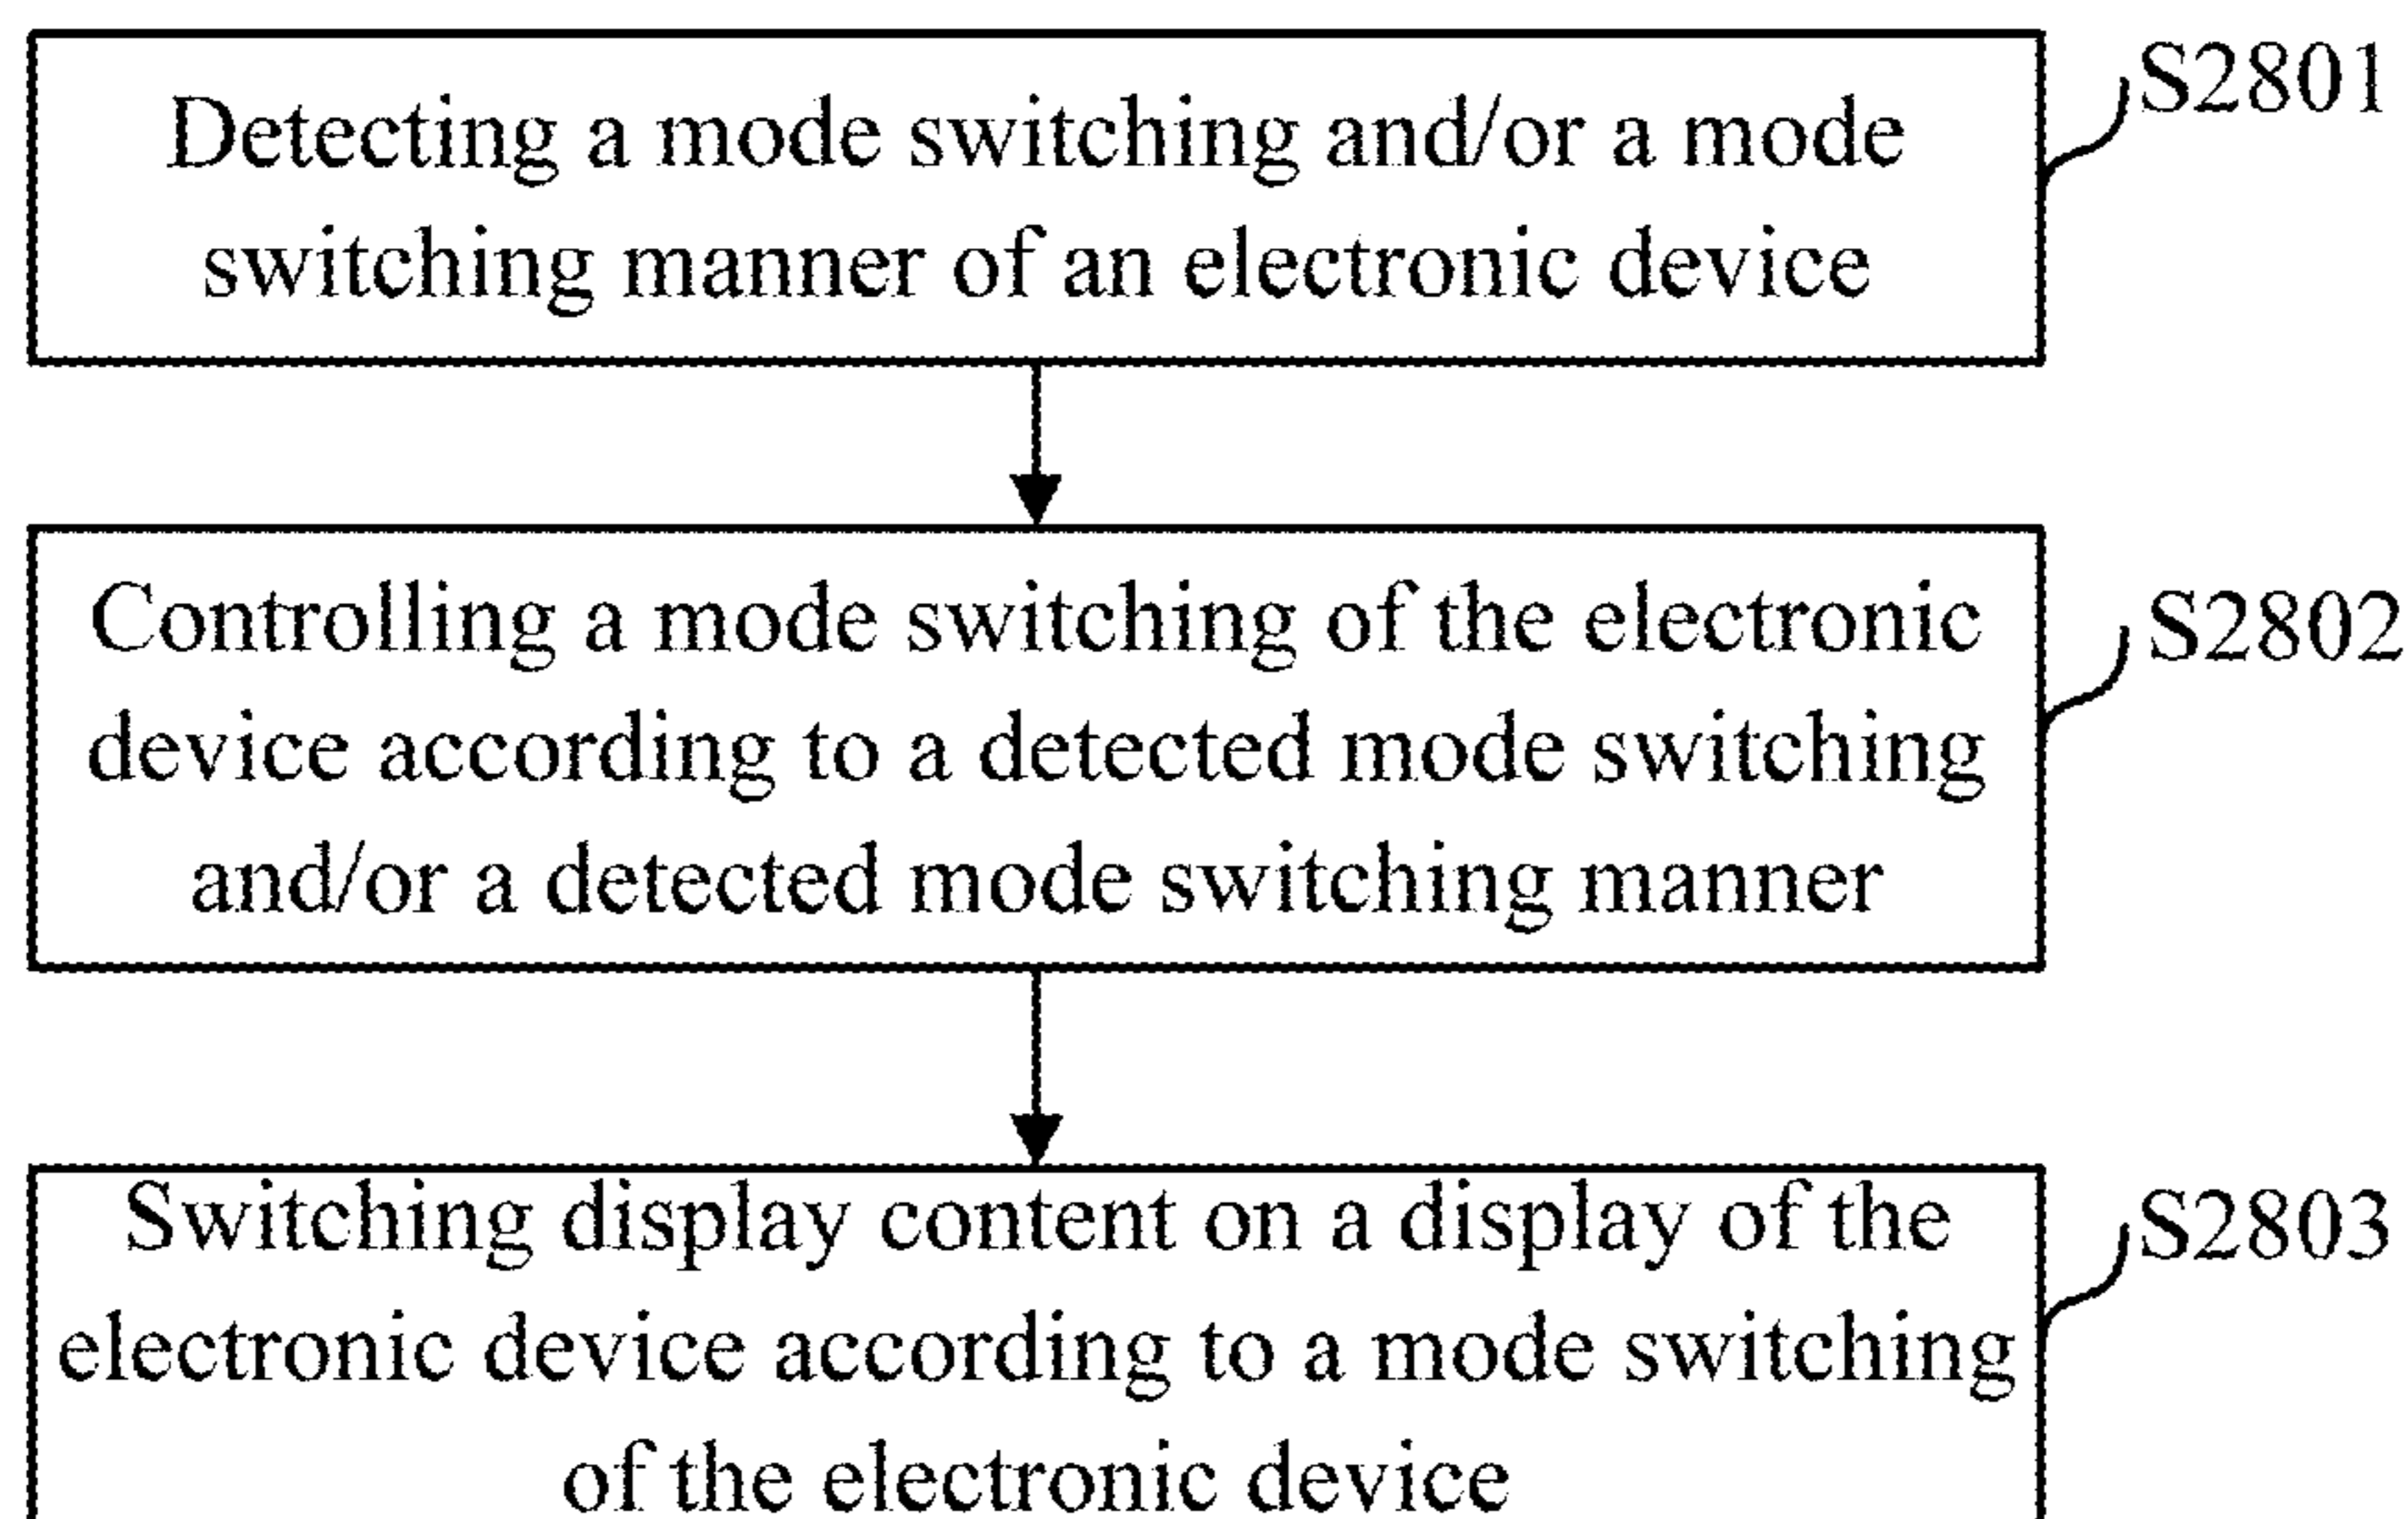 Detecting a mode switching and/or a mode
switching manner of an electronic device
S2801
Controlling a mode switching of the electronic
device according to a detected mode switching
and/or a detected mode switching manner
S2802
Switching display content on a display of the
electronic device according to a mode switching
of the electronic device
S2803